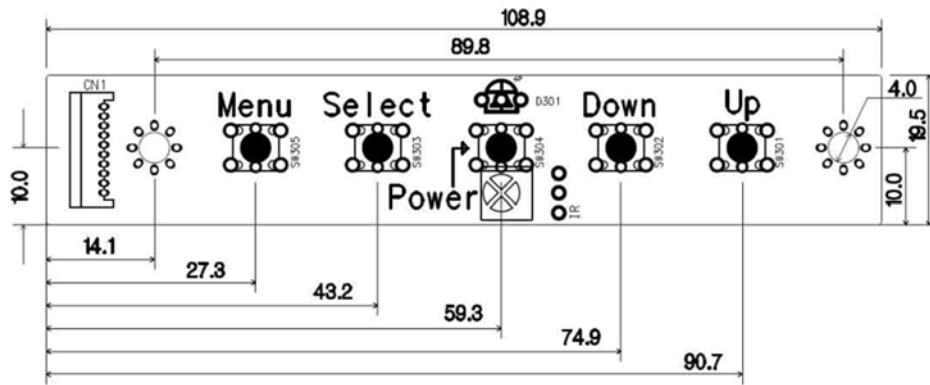 108.9
89.8
CN1
Menu
Select
D301
Down
Up
4.0
19.5
SW305
SW303
SW304
SW302
SW301
10.0
Power
IR
10.0
14.1
27.3
43.2
59.3
74.9
90.7